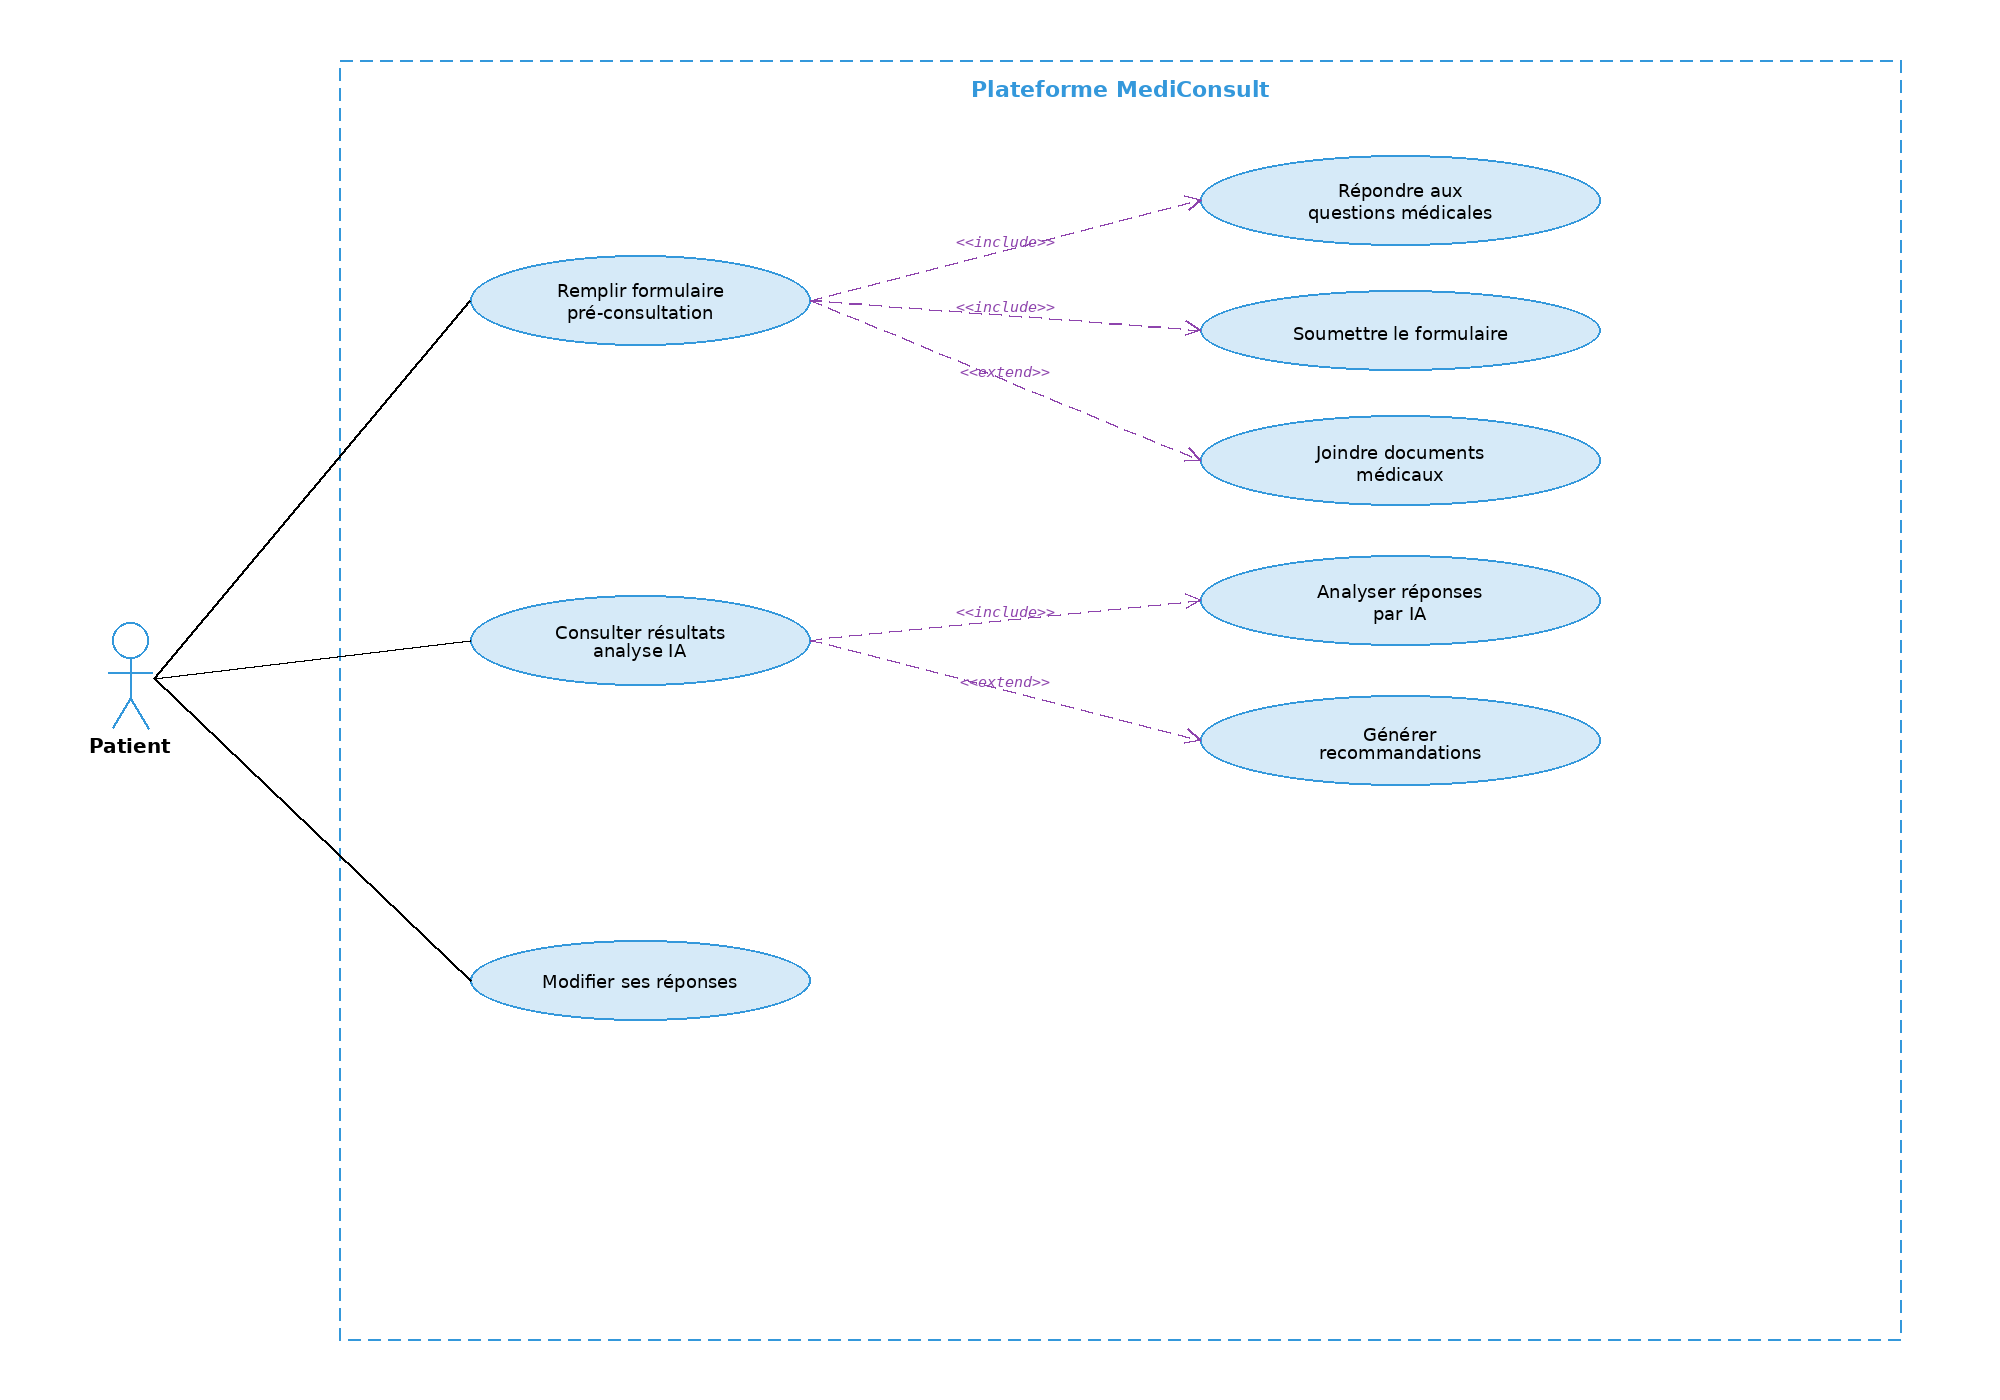 Plateforme MediConsult
Répondre aux
questions médicales
<<include>>
Remplir formulaire
pré-consultation
<<include>>
Soumettre le formulaire
<<extend>>
Joindre documents
médicaux
Analyser réponses
par IA
<<include>>
Consulter résultats
analyse IA
<<extend>>
Générer
recommandations
Patient
Modifier ses réponses